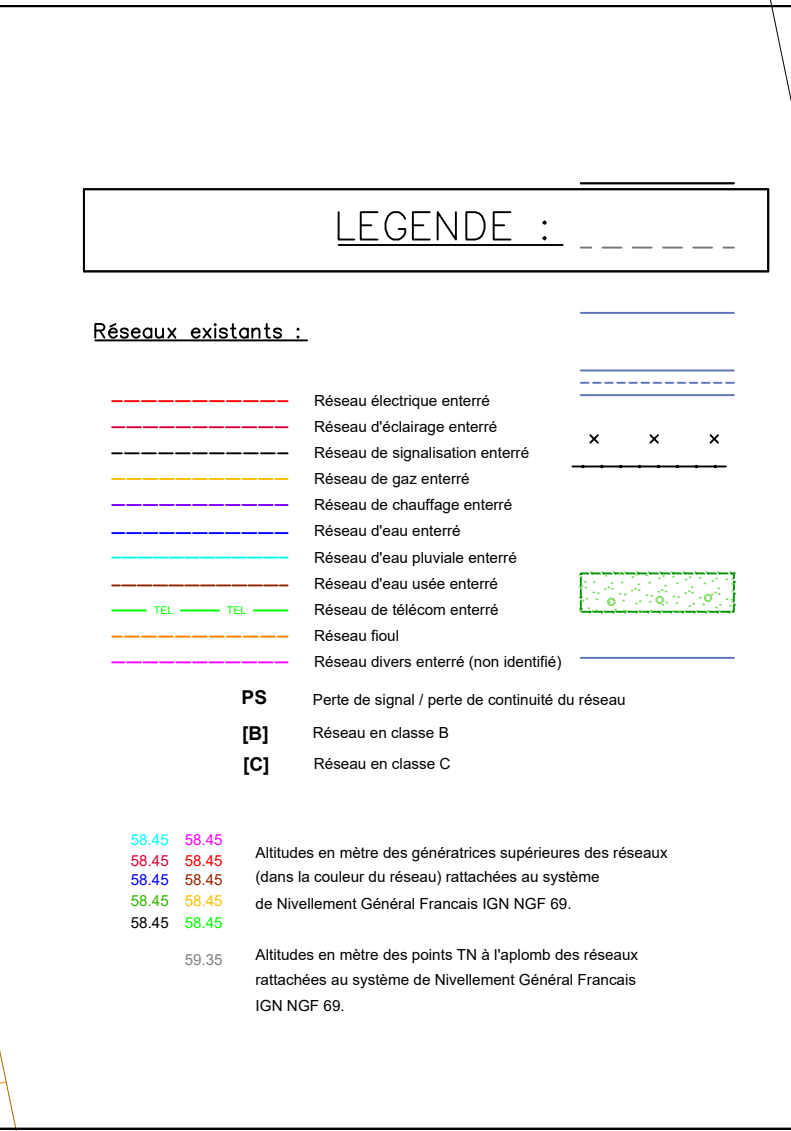 LEGENDE :
Réseaux existants :
Réseau électrique enterré
Réseau d'éclairage enterré
Réseau de signalisation enterré
Réseau de gaz enterré
Réseau de chauffage enterré
Réseau d'eau enterré
Réseau d'eau pluviale enterré
Réseau d'eau usée enterré
TEL TEL Réseau de télécom enterré
Réseau fioul
Réseau divers enterré (non identifié)
PS Perte de signal / perte de continuité du réseau
[B] Réseau en classe B
[C] Réseau en classe C
58.45 58.45
58.45 58.45
58.45 58.45
58.45 58.45
58.45 58.45
Altitudes en mètre des génératrices supérieures des réseaux
(dans la couleur du réseau) rattachées au système
de Nivellement Général Francais IGN NGF 69.
59.35
Altitudes en mètre des points TN à l'aplomb des réseaux
rattachées au système de Nivellement Général Francais
IGN NGF 69.